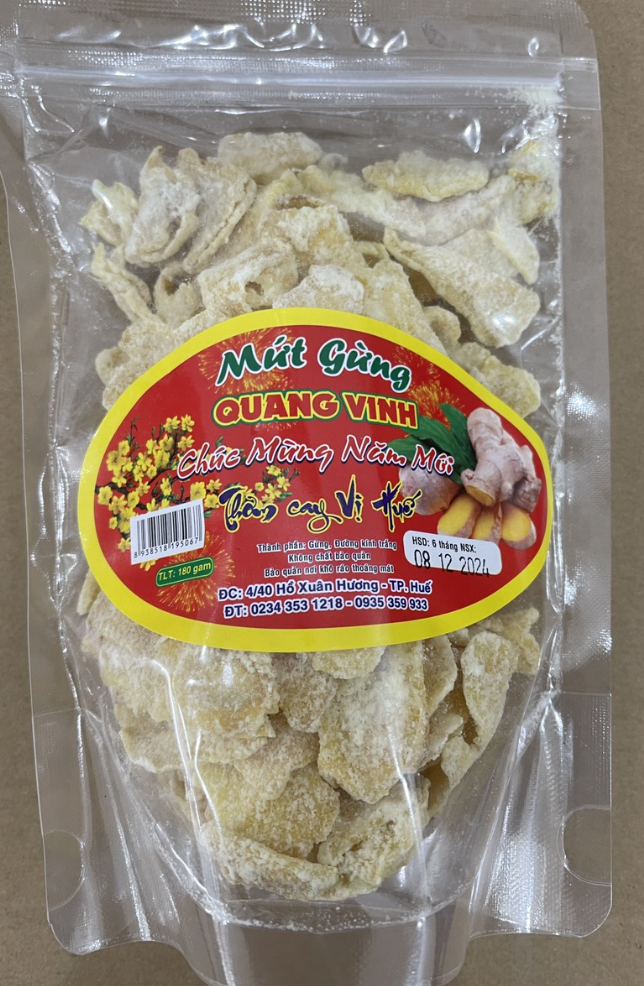 Mứt Gừng
QUANG VINH
Chúc Mừng Năm Mới
Thơm cay Vị Huế
8938518195067
TLT: 180 gam
Thành phần: Gừng, Đường kính trắng
Không chất bảo quản
Bảo quản nơi khô ráo thoáng mát
ĐC: 4/40 Hồ Xuân Hương - TP. Huế
ĐT: 0234 353 1218 - 0935 359 933
HSD: 6 tháng NSX:
08 12 2024